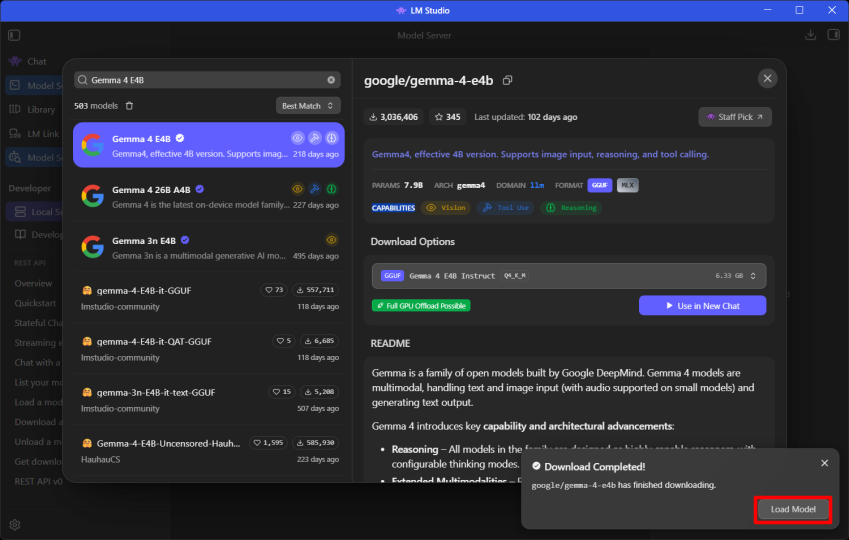 LM Studio
Model Server
Chat
Model Se
Library
LM Link
Model Se
Developer
Local S
Develop
REST API
Overview
Quickstart
Stateful Cha
Streaming e
Chat with a
List your mo
Load a mod
Download a
Unload a mo
Get downlo
REST API v0
Gemma 4 E4B
503 models
Best Match
Gemma 4 E4B
Gemma4, effective 4B version. Supports imag... 218 days ago
Gemma 4 26B A4B
Gemma 4 is the latest on-device model family... 227 days ago
Gemma 3n E4B
Gemma 3n is a multimodal generative AI mo... 495 days ago
gemma-4-E4B-it-GGUF 73 557,711
lmstudio-community 118 days ago
gemma-4-E4B-it-QAT-GGUF 5 6,685
lmstudio-community 118 days ago
gemma-3n-E4B-it-text-GGUF 15 5,208
lmstudio-community 507 days ago
Gemma-4-E4B-Uncensored-Hauh... 1,595 585,930
HauhauCS 223 days ago
google/gemma-4-e4b
3,036,406 345 Last updated: 102 days ago
Staff Pick
Gemma4, effective 4B version. Supports image input, reasoning, and tool calling.
PARAMS 7.9B ARCH gemma4 DOMAIN llm FORMAT GGUF MLX
CAPABILITIES Vision Tool Use Reasoning
Download Options
GGUF Gemma 4 E4B Instruct Q4_K_M 6.33 GB
Full GPU Offload Possible
Use in New Chat
README
Gemma is a family of open models built by Google DeepMind. Gemma 4 models are
multimodal, handling text and image input (with audio supported on small models) and
generating text output.
Gemma 4 introduces key capability and architectural advancements:
• Reasoning – All models in the family are designed as highly capable reasoners, with
configurable thinking modes.
• Extended Multimodalities –
Download Completed!
google/gemma-4-e4b has finished downloading.
Load Model